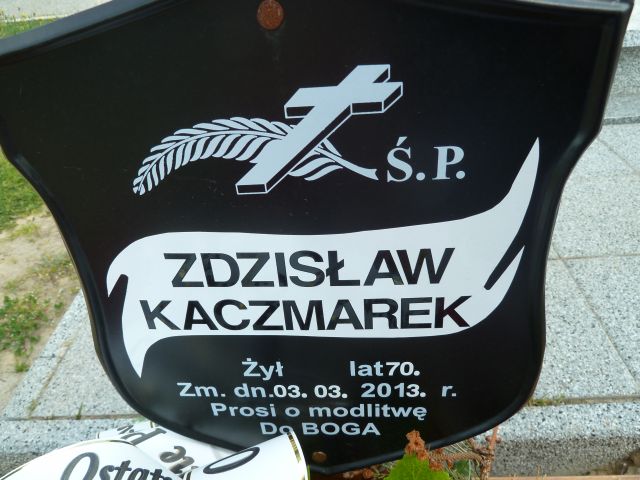 Ś.P.
ZDZISŁAW
KACZMAREK
Żył lat70.
Zm. dn.03.03. 2013. r.
Prosi o modlitwę
Do BOGA